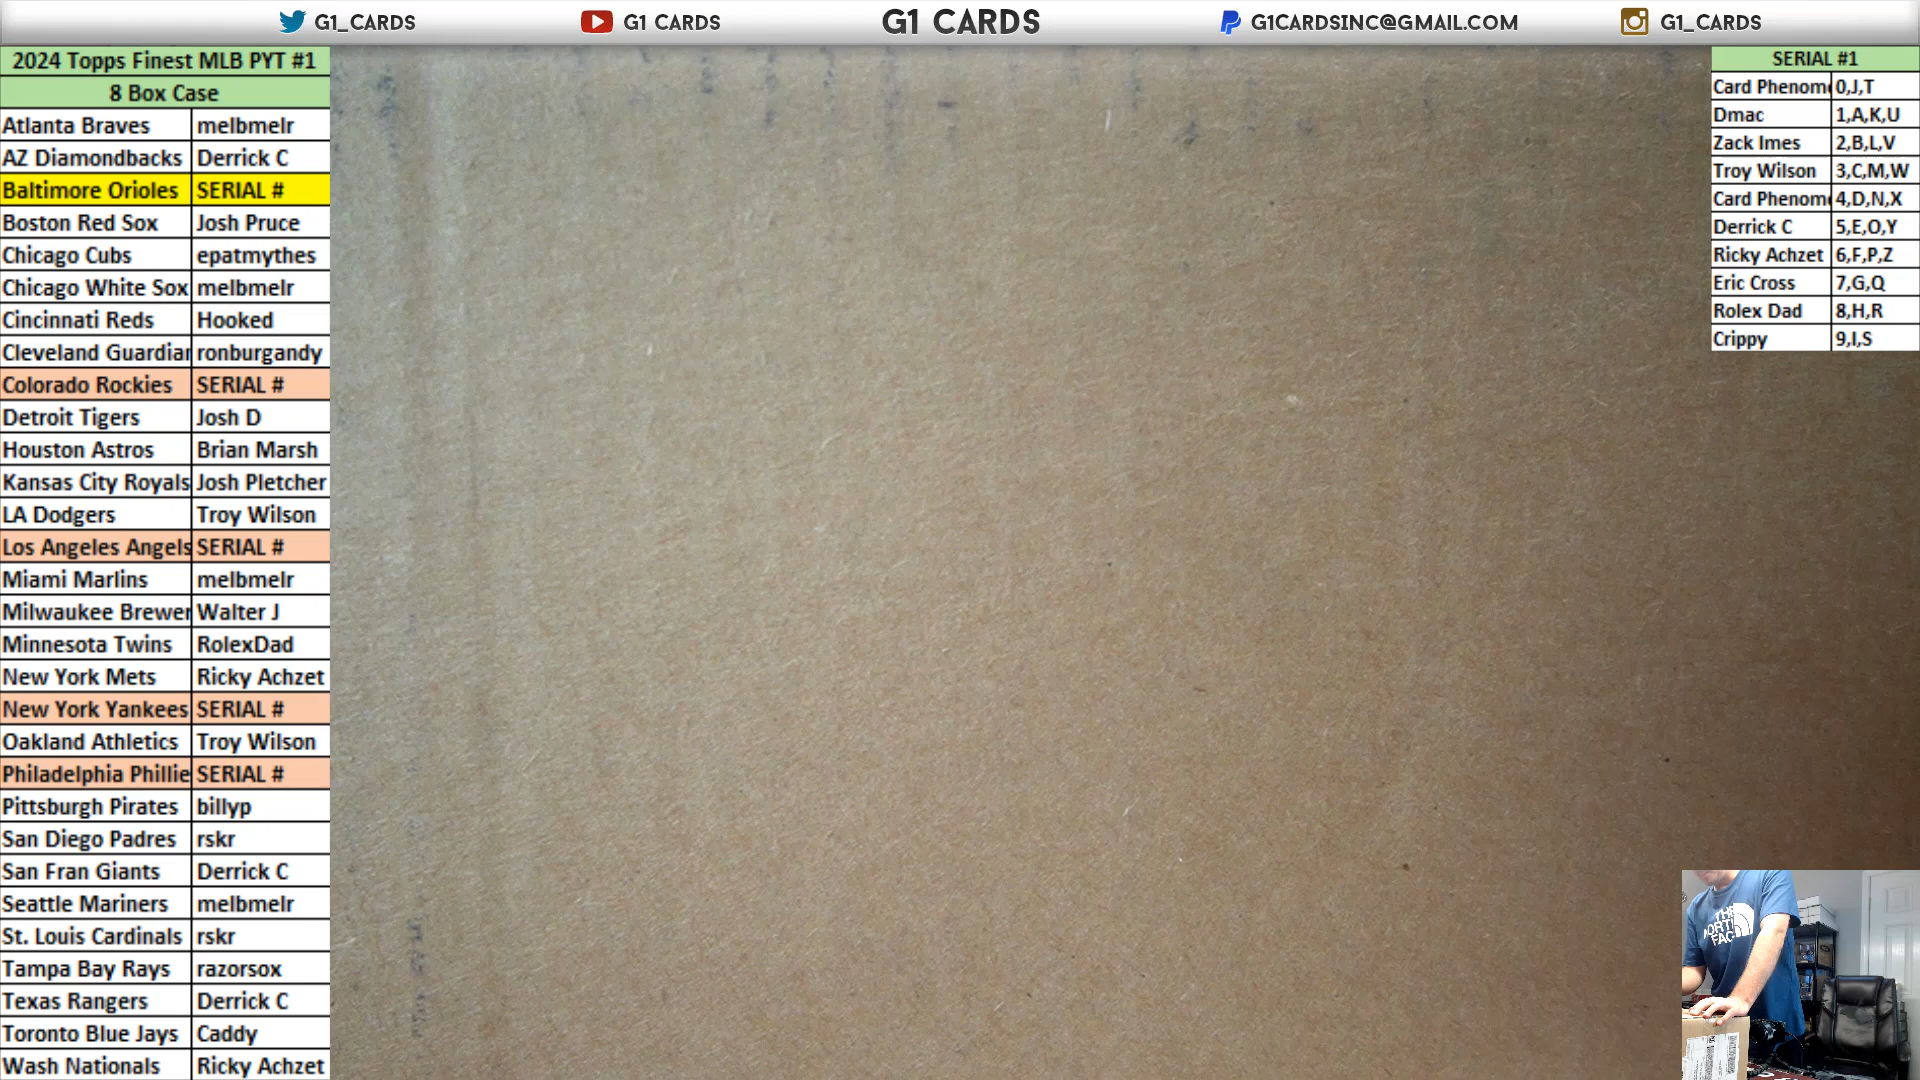 G1_CARDS G1 CARDS G1 CARDS G1CARDSINC@GMAIL.COM G1_CARDS
2024 Topps Finest MLB PYT #1
8 Box Case
Atlanta Braves melbmelr
AZ Diamondbacks Derrick C
Baltimore Orioles SERIAL #
Boston Red Sox Josh Pruce
Chicago Cubs epatmythes
Chicago White Sox melbmelr
Cincinnati Reds Hooked
Cleveland Guardian ronburgandy
Colorado Rockies SERIAL #
Detroit Tigers Josh D
Houston Astros Brian Marsh
Kansas City Royals Josh Pletcher
LA Dodgers Troy Wilson
Los Angeles Angels SERIAL #
Miami Marlins melbmelr
Milwaukee Brewer Walter J
Minnesota Twins RolexDad
New York Mets Ricky Achzet
New York Yankees SERIAL #
Oakland Athletics Troy Wilson
Philadelphia Phillie SERIAL #
Pittsburgh Pirates billyp
San Diego Padres rskr
San Fran Giants Derrick C
Seattle Mariners melbmelr
St. Louis Cardinals rskr
Tampa Bay Rays razorsox
Texas Rangers Derrick C
Toronto Blue Jays Caddy
Wash Nationals Ricky Achzet
SERIAL #1
Card Phenom 0,J,T
Dmac 1,A,K,U
Zack Imes 2,B,L,V
Troy Wilson 3,C,M,W
Card Phenom 4,D,N,X
Derrick C 5,E,O,Y
Ricky Achzet 6,F,P,Z
Eric Cross 7,G,Q
Rolex Dad 8,H,R
Crippy 9,I,S
THE
NORTH
FACE